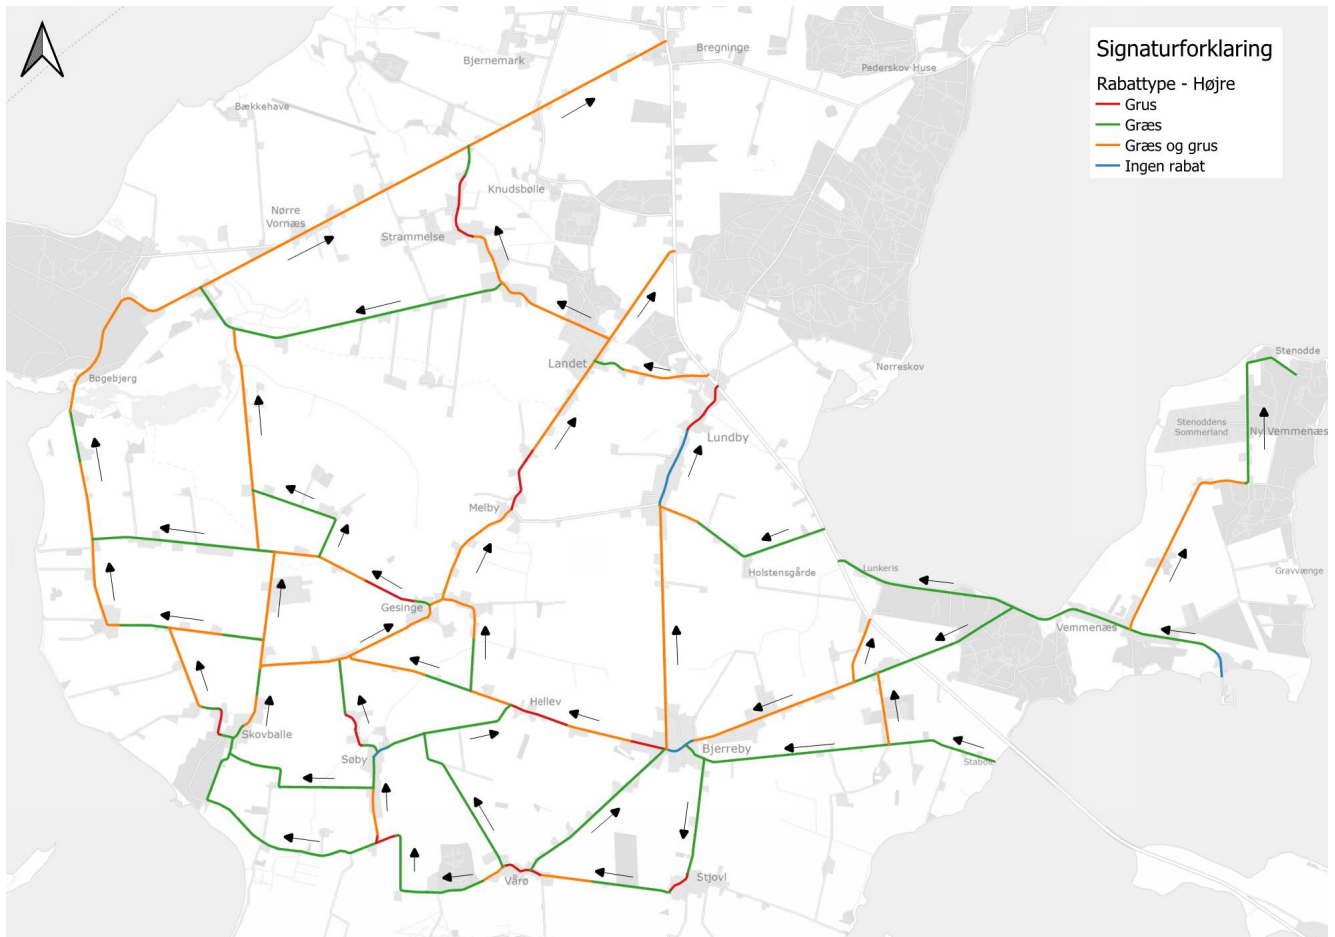 Signaturforklaring
Rabattype - Højre
Grus
Græs
Græs og grus
Ingen rabat
Bregninge
Bjernemark
Pederskov Huse
Bækkehave
Knudsbølle
Nørre
Vornæs
Strammelse
Landet
Nørreskov
Stenodde
Bøgebjerg
Stenoddens
Sommerland
Ny Vemmenæs
Lundby
Melby
Holstensgårde
Lunkeris
Gravvænge
Gesinge
Vemmenæs
Hellev
Skovballe
Søby
Bjerreby
Vårø
Stjovl